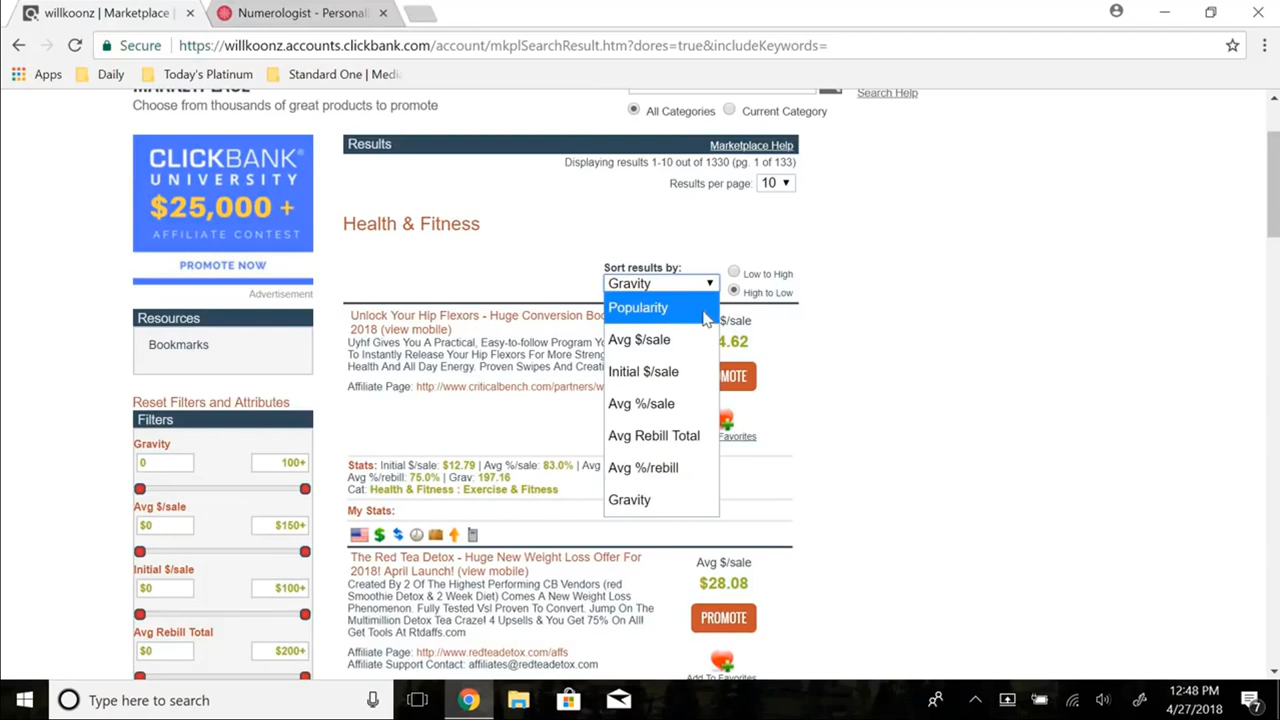 willkoonz | Marketplace |
Numerologist - Personali
Secure
https://willkoonz.accounts.clickbank.com/account/mkplSearchResult.htm?dores=true&includeKeywords=
Apps
Daily
Today's Platinum
Standard One | Media
MARKETPLACE
Choose from thousands of great products to promote
Search Help
All Categories
Current Category
CLICKBANK®
UNIVERSITY
$25,000 +
AFFILIATE CONTEST
PROMOTE NOW
Advertisement
Resources
Bookmarks
Reset Filters and Attributes
Filters
Gravity
0
100+
Avg $/sale
$0
$150+
Initial $/sale
$0
$100+
Avg Rebill Total
$0
$200+
Results
Marketplace Help
Displaying results 1-10 out of 1330 (pg. 1 of 133)
Results per page: 10
Health & Fitness
Sort results by:
Gravity
Low to High
High to Low
Popularity
Avg $/sale
Initial $/sale
Avg %/sale
Avg Rebill Total
Avg %/rebill
Gravity
Unlock Your Hip Flexors - Huge Conversion Boo
2018 (view mobile)
Uyhf Gives You A Practical, Easy-to-follow Program Yo
To Instantly Release Your Hip Flexors For More Streng
Health And All Day Energy. Proven Swipes And Creati
Affiliate Page: http://www.criticalbench.com/partners/w
$/sale
4.62
MOTE
Favorites
Stats: Initial $/sale: $12.79 | Avg %/sale: 83.0% | Avg
Avg %/rebill: 75.0% | Grav: 197.16
Cat: Health & Fitness : Exercise & Fitness
My Stats:
The Red Tea Detox - Huge New Weight Loss Offer For
2018! April Launch! (view mobile)
Created By 2 Of The Highest Performing CB Vendors (red
Smoothie Detox & 2 Week Diet) Comes A New Weight Loss
Phenomenon. Fully Tested Vsl Proven To Convert. Jump On The
Multimillion Detox Tea Craze! 4 Upsells & You Get 75% On All!
Get Tools At Rtdaffs.com
Affiliate Page: http://www.redteadetox.com/affs
Affiliate Support Contact: affiliates@redteadetox.com
Avg $/sale
$28.08
PROMOTE
Add To Favorites
Type here to search
12:48 PM
4/27/2018
7